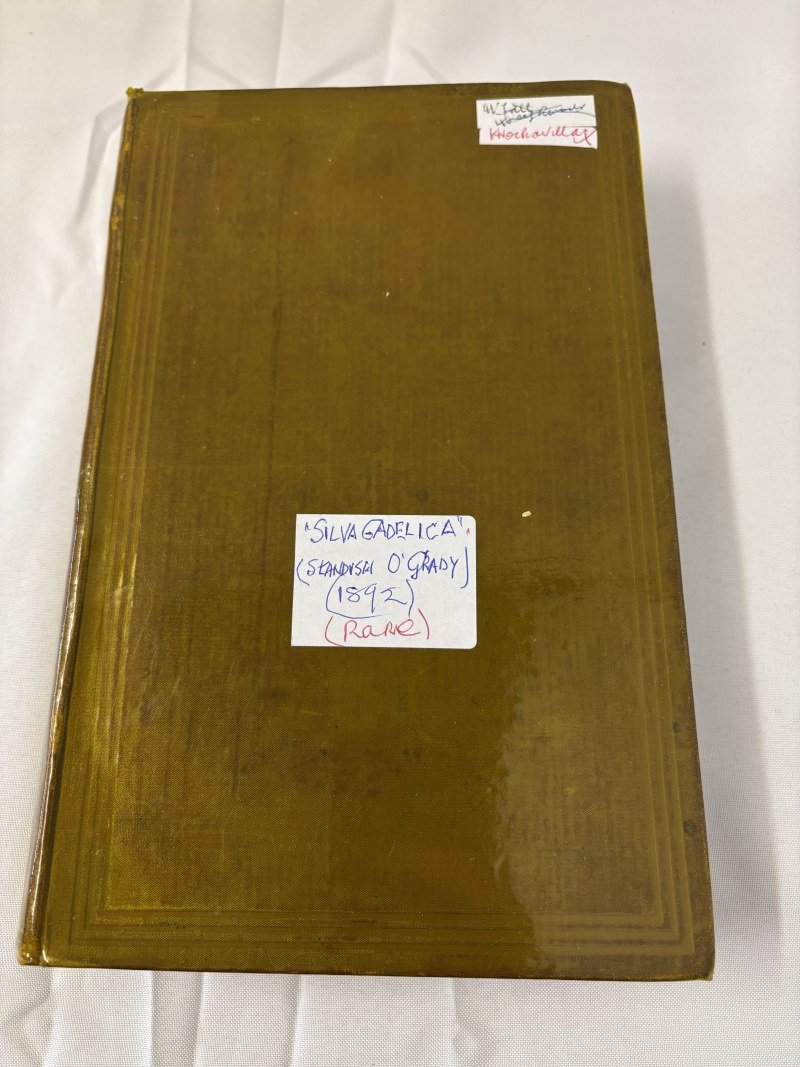 "SILVA GADELICA".
(STANDISH O'GRADY)
(1892)
(RARE)